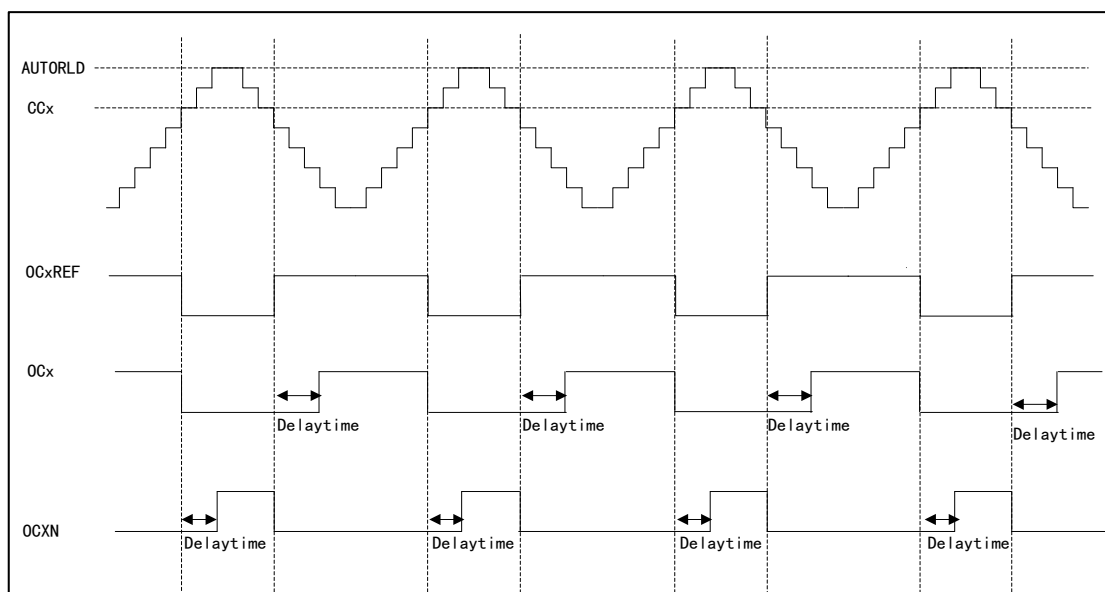 AUTORLD
CCx
OCxREF
OCx
Delaytime
Delaytime
Delaytime
Delaytime
OCXN
Delaytime
Delaytime
Delaytime
Delaytime